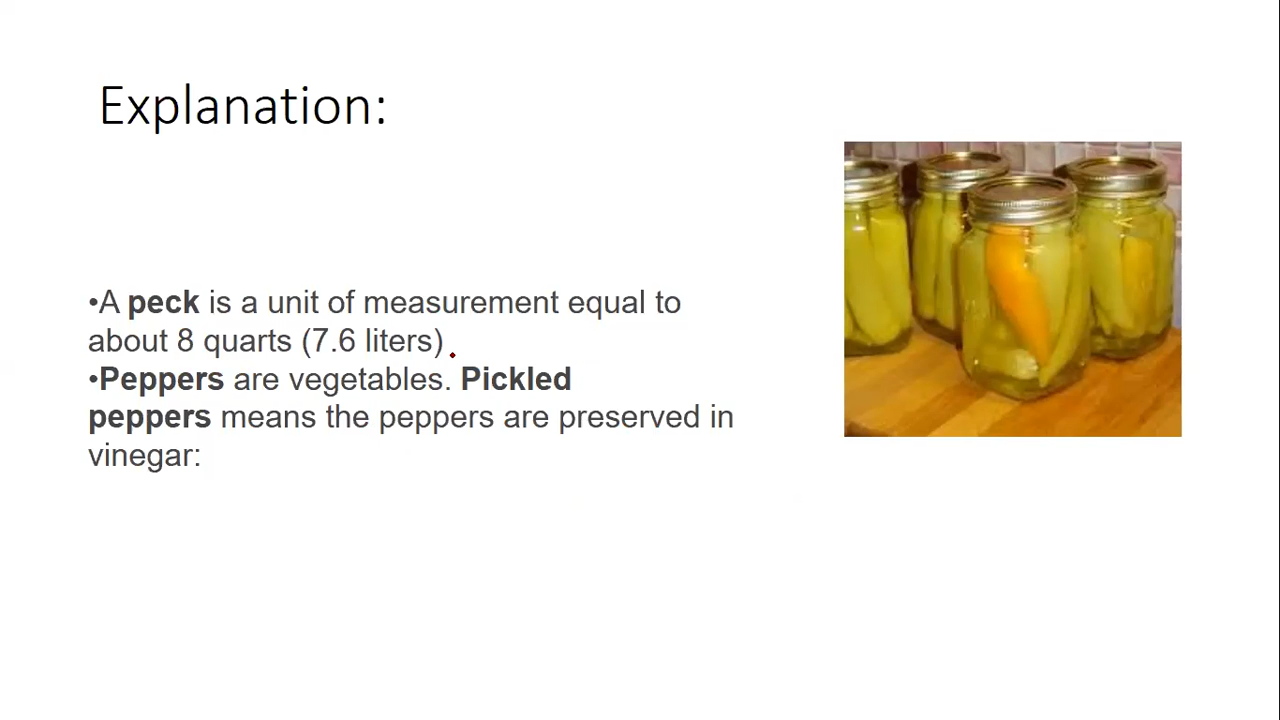 Explanation:
•A peck is a unit of measurement equal to
about 8 quarts (7.6 liters)
•Peppers are vegetables. Pickled
peppers means the peppers are preserved in
vinegar: